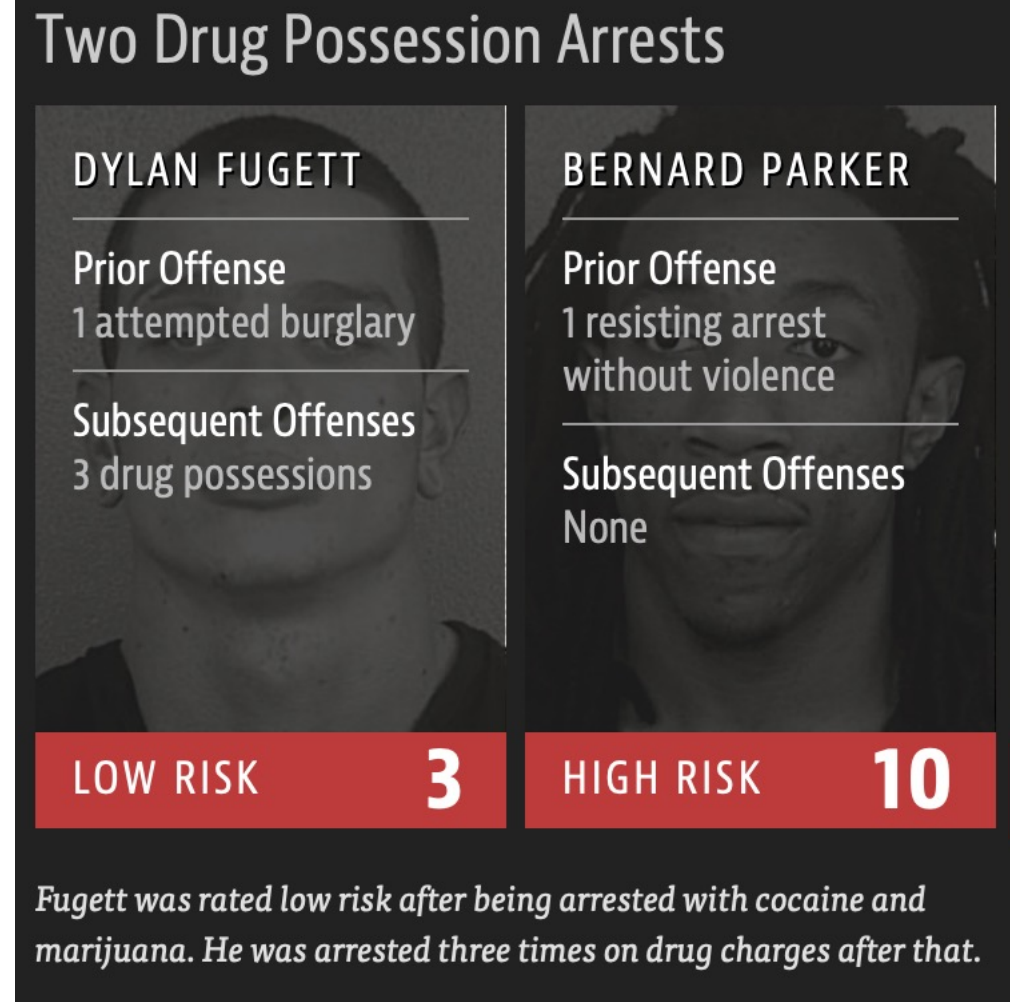 Two Drug Possession Arrests
DYLAN FUGETT
Prior Offense
1 attempted burglary
Subsequent Offenses
3 drug possessions
LOW RISK 3
BERNARD PARKER
Prior Offense
1 resisting arrest
without violence
Subsequent Offenses
None
HIGH RISK 10
Fugett was rated low risk after being arrested with cocaine and
marijuana. He was arrested three times on drug charges after that.